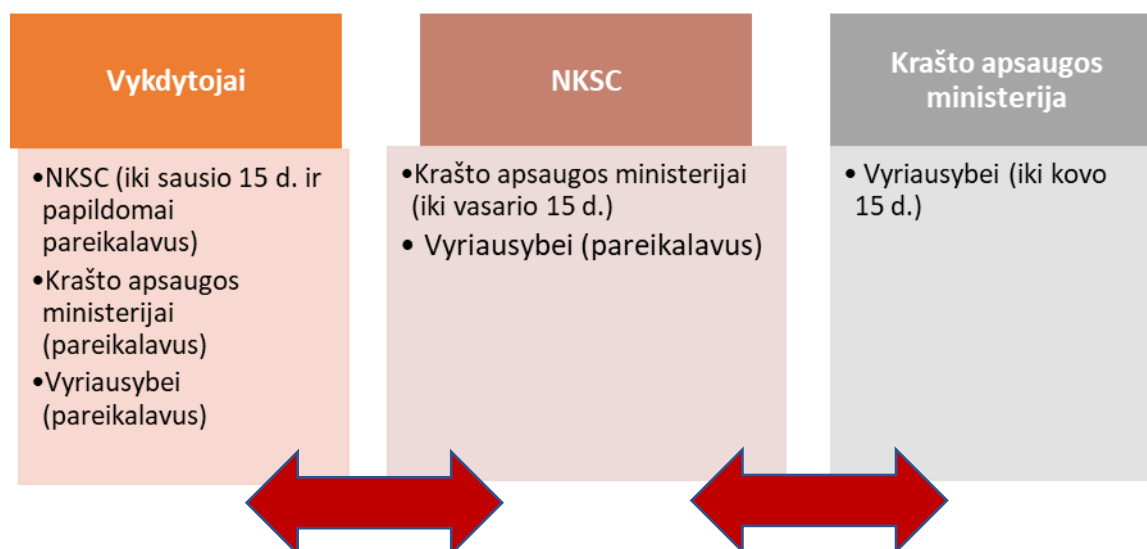 Vykdytojai
•NKSC (iki sausio 15 d. ir
papildomai
pareikalavus)
•Krašto apsaugos
ministerijai
(pareikalavus)
•Vyriausybei
(pareikalavus)
NKSC
•Krašto apsaugos ministerijai
(iki vasario 15 d.)
• Vyriausybei (pareikalavus)
Krašto apsaugos
ministerija
• Vyriausybei (iki kovo
15 d.)